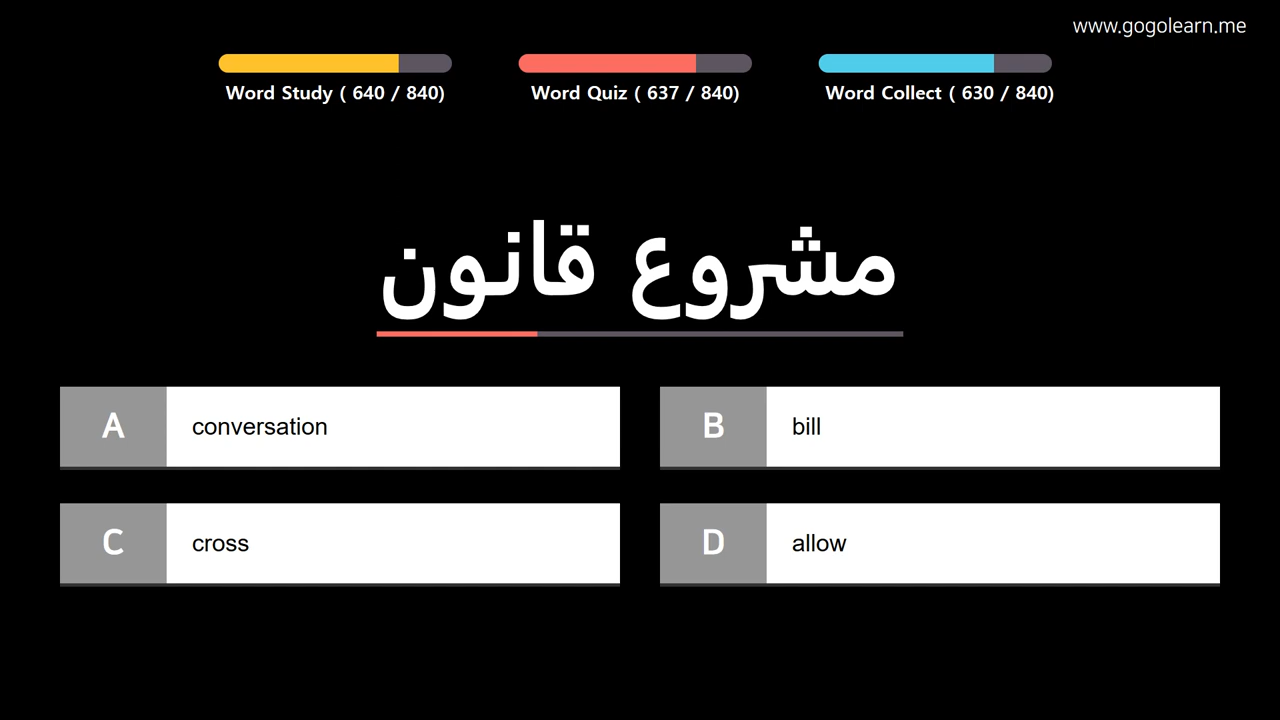 www.gogolearn.me
Word Study ( 640 / 840)
Word Quiz ( 637 / 840)
Word Collect ( 630 / 840)
مشروع قانون
A conversation
B bill
C cross
D allow